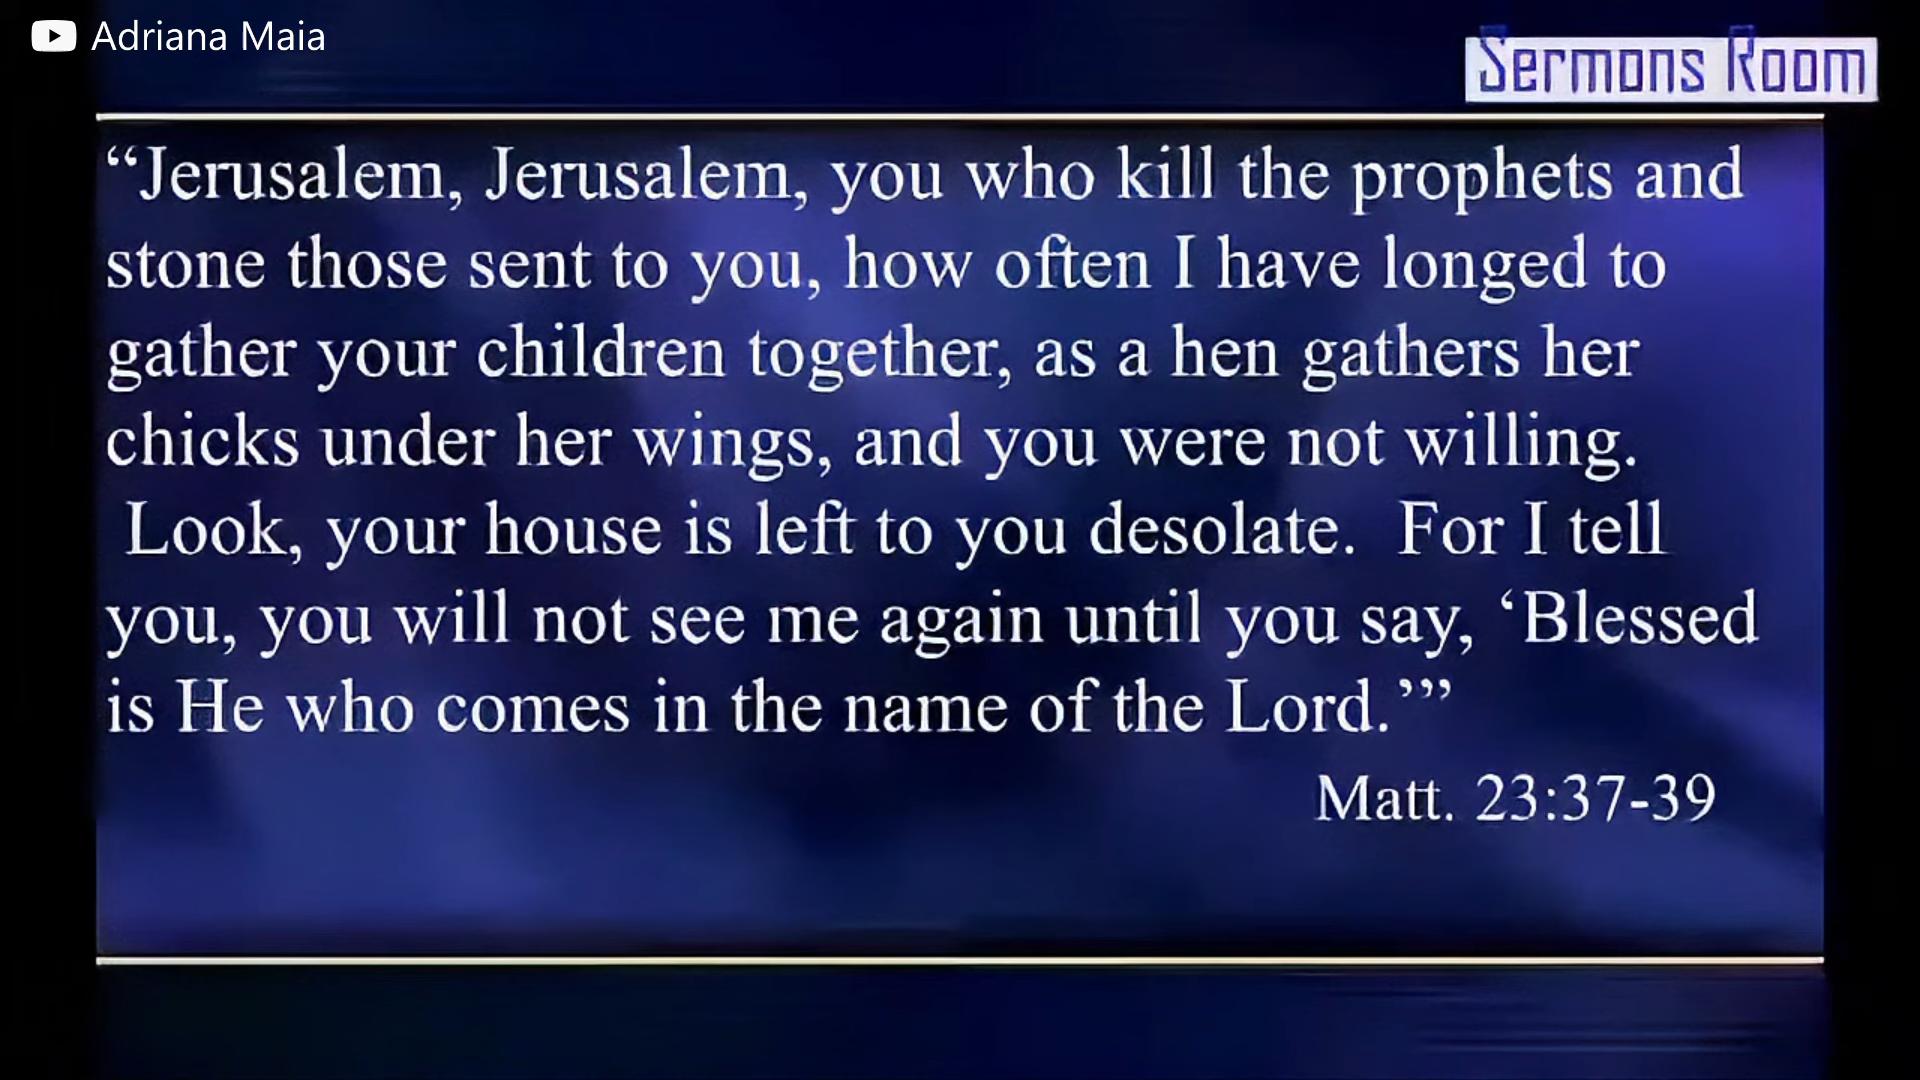 Adriana Maia
Sermons Room
“Jerusalem, Jerusalem, you who kill the prophets and
stone those sent to you, how often I have longed to
gather your children together, as a hen gathers her
chicks under her wings, and you were not willing.
Look, your house is left to you desolate.  For I tell
you, you will not see me again until you say, ‘Blessed
is He who comes in the name of the Lord.’”
Matt. 23:37-39